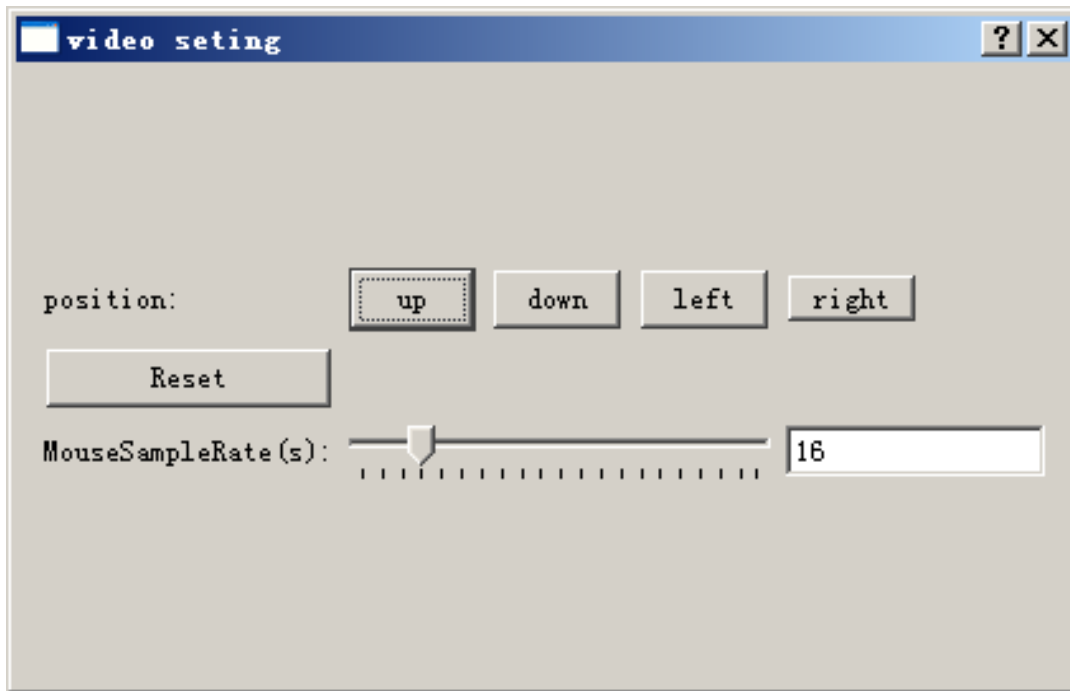 video seting
position: up down left right
Reset
MouseSampleRate(s): 16